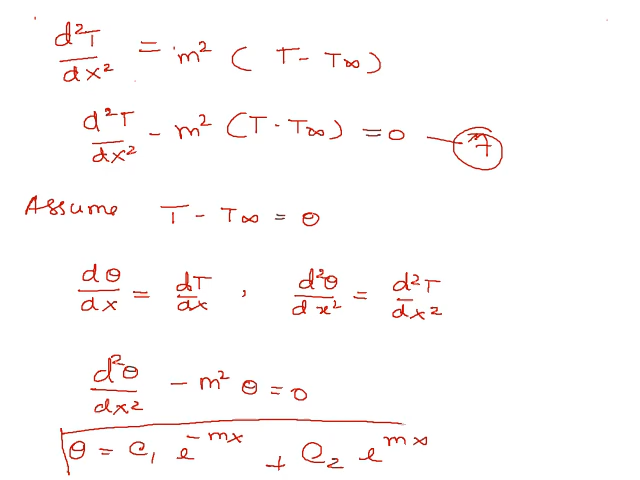 d²T/dx² = m² (T - T∞)
d²T/dx² - m² (T - T∞) = 0 — 7
Assume T - T∞ = θ
dθ/dx = dT/dx , d²θ/dx² = d²T/dx²
d²θ/dx² - m² θ = 0
θ = C₁ e^(-mx) + C₂ e^(mx)